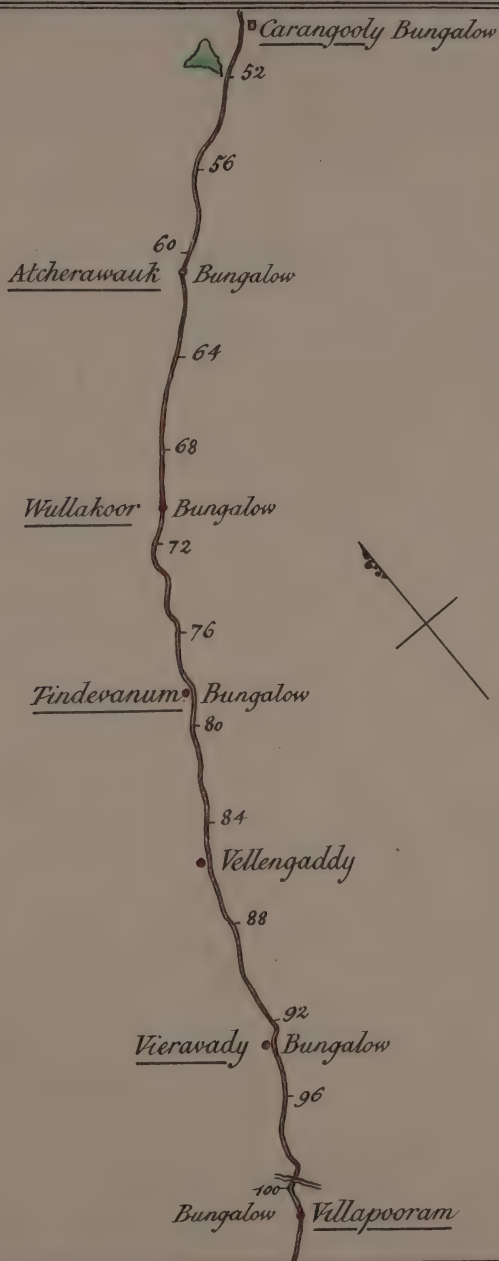 Carangooly Bungalow
52
56
60
Atcherawauk Bungalow
64
68
Wullakoor Bungalow
72
76
Tindevanum Bungalow
80
84
Vellengaddy
88
92
Vieravady Bungalow
96
100
Bungalow Villapooram